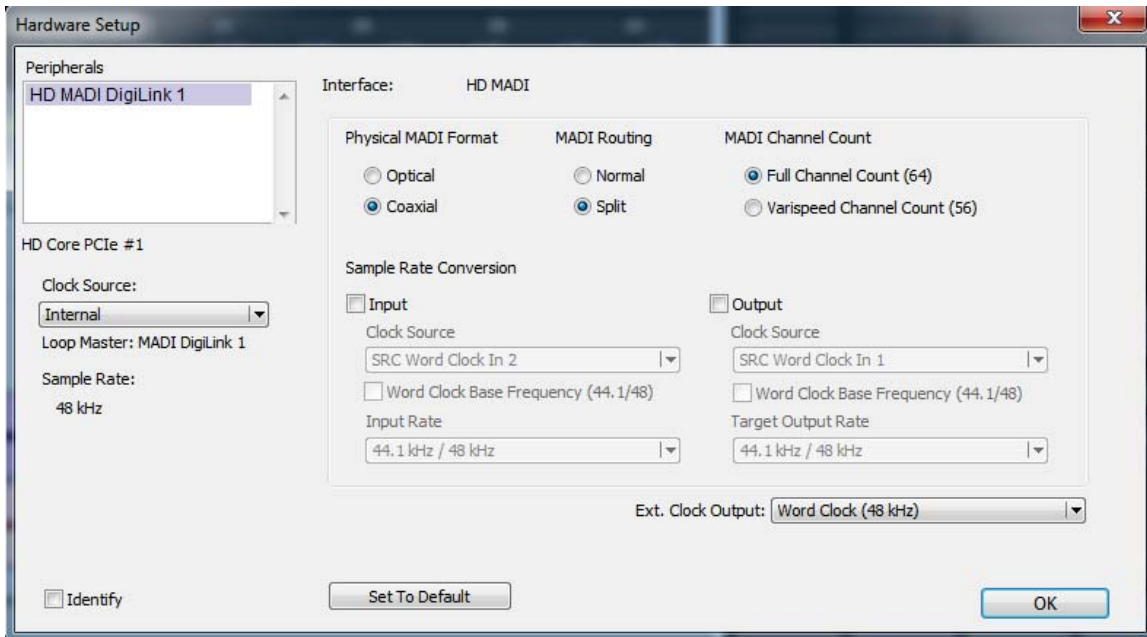 Hardware Setup
Peripherals
HD MADI DigiLink 1
HD Core PCIe #1
Clock Source:
Internal
Loop Master: MADI DigiLink 1
Sample Rate:
48 kHz
Identify
Interface: HD MADI
Physical MADI Format
Optical
Coaxial
MADI Routing
Normal
Split
MADI Channel Count
Full Channel Count (64)
Varispeed Channel Count (56)
Sample Rate Conversion
Input
Clock Source
SRC Word Clock In 2
Word Clock Base Frequency (44.1/48)
Input Rate
44.1 kHz / 48 kHz
Output
Clock Source
SRC Word Clock In 1
Word Clock Base Frequency (44.1/48)
Target Output Rate
44.1 kHz / 48 kHz
Ext. Clock Output: Word Clock (48 kHz)
Set To Default
OK